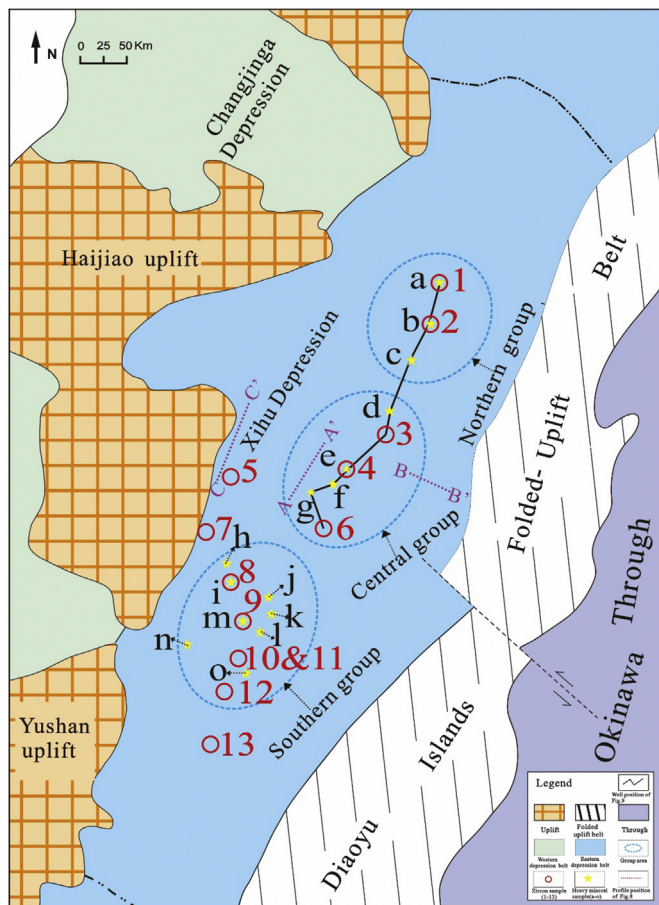 N
0 25 50 Km
Changjinga
Depression
Haijiao uplift
Xihu Depression
Belt
Folded-Uplift
Through
Okinawa
Islands
Diaoyu
Yushan
uplift
Northern group
Central group
Southern group
a 1
b 2
c
d
3
e 4
f
g
6
A A'
B B'
C C'
5
7
h
i 8
9
j
m
k
l
n
10&11
o
12
13
Legend
Well position of
Fig.9
Uplift
Folded
uplift belt
Through
Western
depression belt
Eastern
depression belt
Group area
Zircon sample
(1-13)
Heavy mineral
sample(a-o)
Profile position
of Fig.8